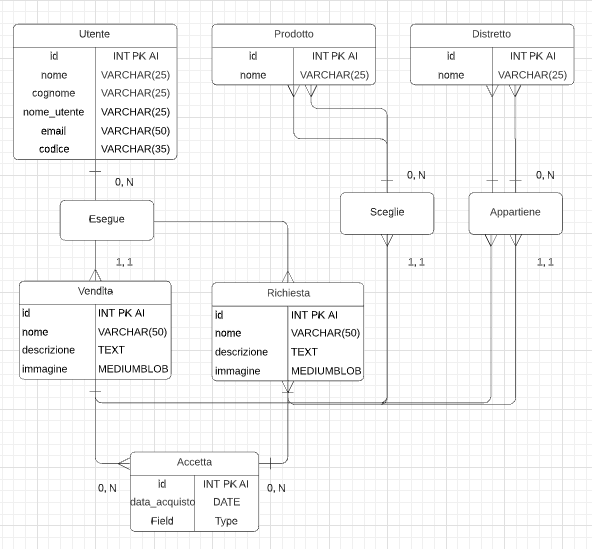 Utente
id INT PK AI
nome VARCHAR(25)
cognome VARCHAR(25)
nome_utente VARCHAR(25)
email VARCHAR(50)
codice VARCHAR(35)
Prodotto
id INT PK AI
nome VARCHAR(25)
Distretto
id INT PK AI
nome VARCHAR(25)
0, N
0, N
0, N
Esegue
Sceglie
Appartiene
1, 1
1, 1
1, 1
Vendita
id INT PK AI
nome VARCHAR(50)
descrizione TEXT
immagine MEDIUMBLOB
Richiesta
id INT PK AI
nome VARCHAR(50)
descrizione TEXT
immagine MEDIUMBLOB
0, N
Accetta
id INT PK AI
data_acquisto DATE
Field Type
0, N